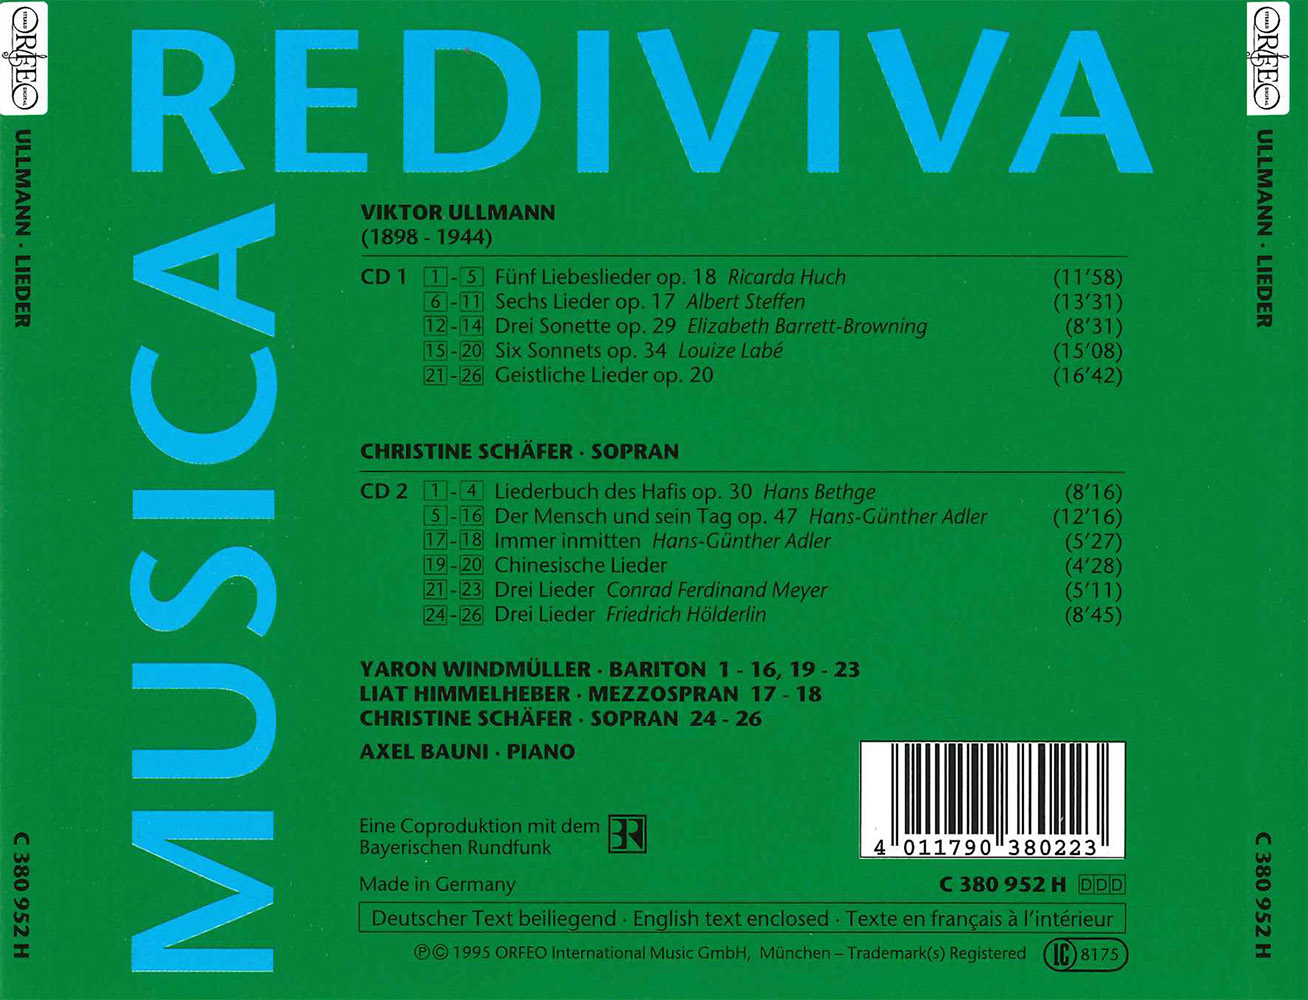 REDIVIVA
MUSICA
VIKTOR ULLMANN
(1898 - 1944)
CD 1 1 - 5 Fünf Liebeslieder op. 18 Ricarda Huch (11'58)
6 - 11 Sechs Lieder op. 17 Albert Steffen (13'31)
12 - 14 Drei Sonette op. 29 Elizabeth Barrett-Browning (8'31)
15 - 20 Six Sonnets op. 34 Louize Labé (15'08)
21 - 26 Geistliche Lieder op. 20 (16'42)
CHRISTINE SCHÄFER · SOPRAN
CD 2 1 - 4 Liederbuch des Hafis op. 30 Hans Bethge (8'16)
5 - 16 Der Mensch und sein Tag op. 47 Hans-Günther Adler (12'16)
17 - 18 Immer inmitten Hans-Günther Adler (5'27)
19 - 20 Chinesische Lieder (4'28)
21 - 23 Drei Lieder Conrad Ferdinand Meyer (5'11)
24 - 26 Drei Lieder Friedrich Hölderlin (8'45)
YARON WINDMÜLLER · BARITON 1 - 16, 19 - 23
LIAT HIMMELHEBER · MEZZOSPRAN 17 - 18
CHRISTINE SCHÄFER · SOPRAN 24 - 26
AXEL BAUNI · PIANO
Eine Coproduktion mit dem BR
Bayerischen Rundfunk
4 011790 380223
Made in Germany
C 380 952 H DDD
Deutscher Text beiliegend · English text enclosed · Texte en français à l'intérieur
℗© 1995 ORFEO International Music GmbH, München – Trademark(s) Registered LC 8175
ORFEO
STEREO
DIGITAL
ULLMANN · LIEDER
C 380 952 H
ORFEO
STEREO
DIGITAL
ULLMANN · LIEDER
C 380 952 H